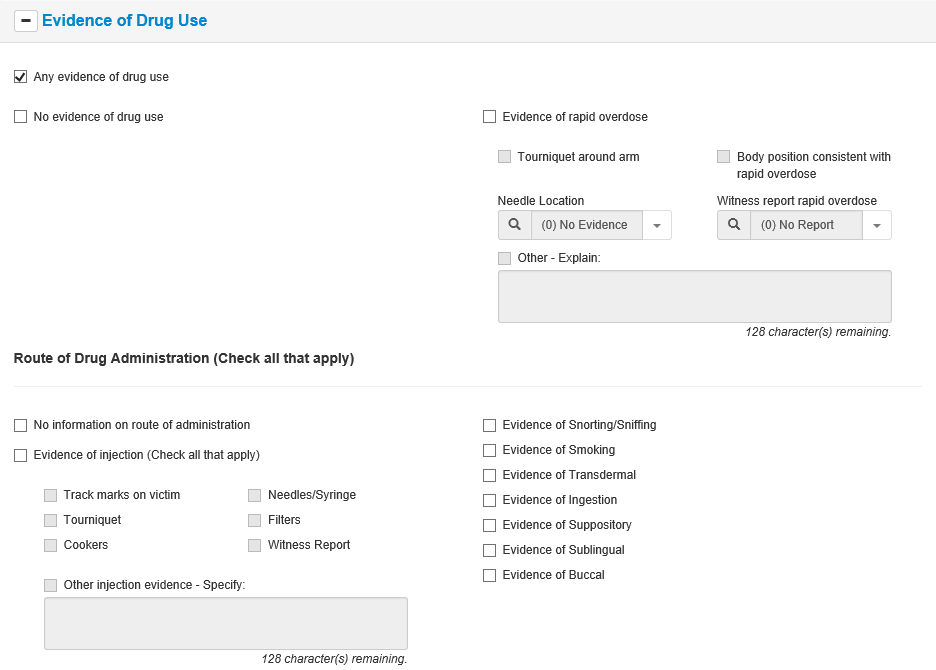 Evidence of Drug Use
Any evidence of drug use
No evidence of drug use
Evidence of rapid overdose
Tourniquet around arm
Body position consistent with
rapid overdose
Needle Location
Witness report rapid overdose
(0) No Evidence
(0) No Report
Other - Explain:
128 character(s) remaining.
Route of Drug Administration (Check all that apply)
No information on route of administration
Evidence of injection (Check all that apply)
Track marks on victim
Needles/Syringe
Tourniquet
Filters
Cookers
Witness Report
Other injection evidence - Specify:
128 character(s) remaining.
Evidence of Snorting/Sniffing
Evidence of Smoking
Evidence of Transdermal
Evidence of Ingestion
Evidence of Suppository
Evidence of Sublingual
Evidence of Buccal